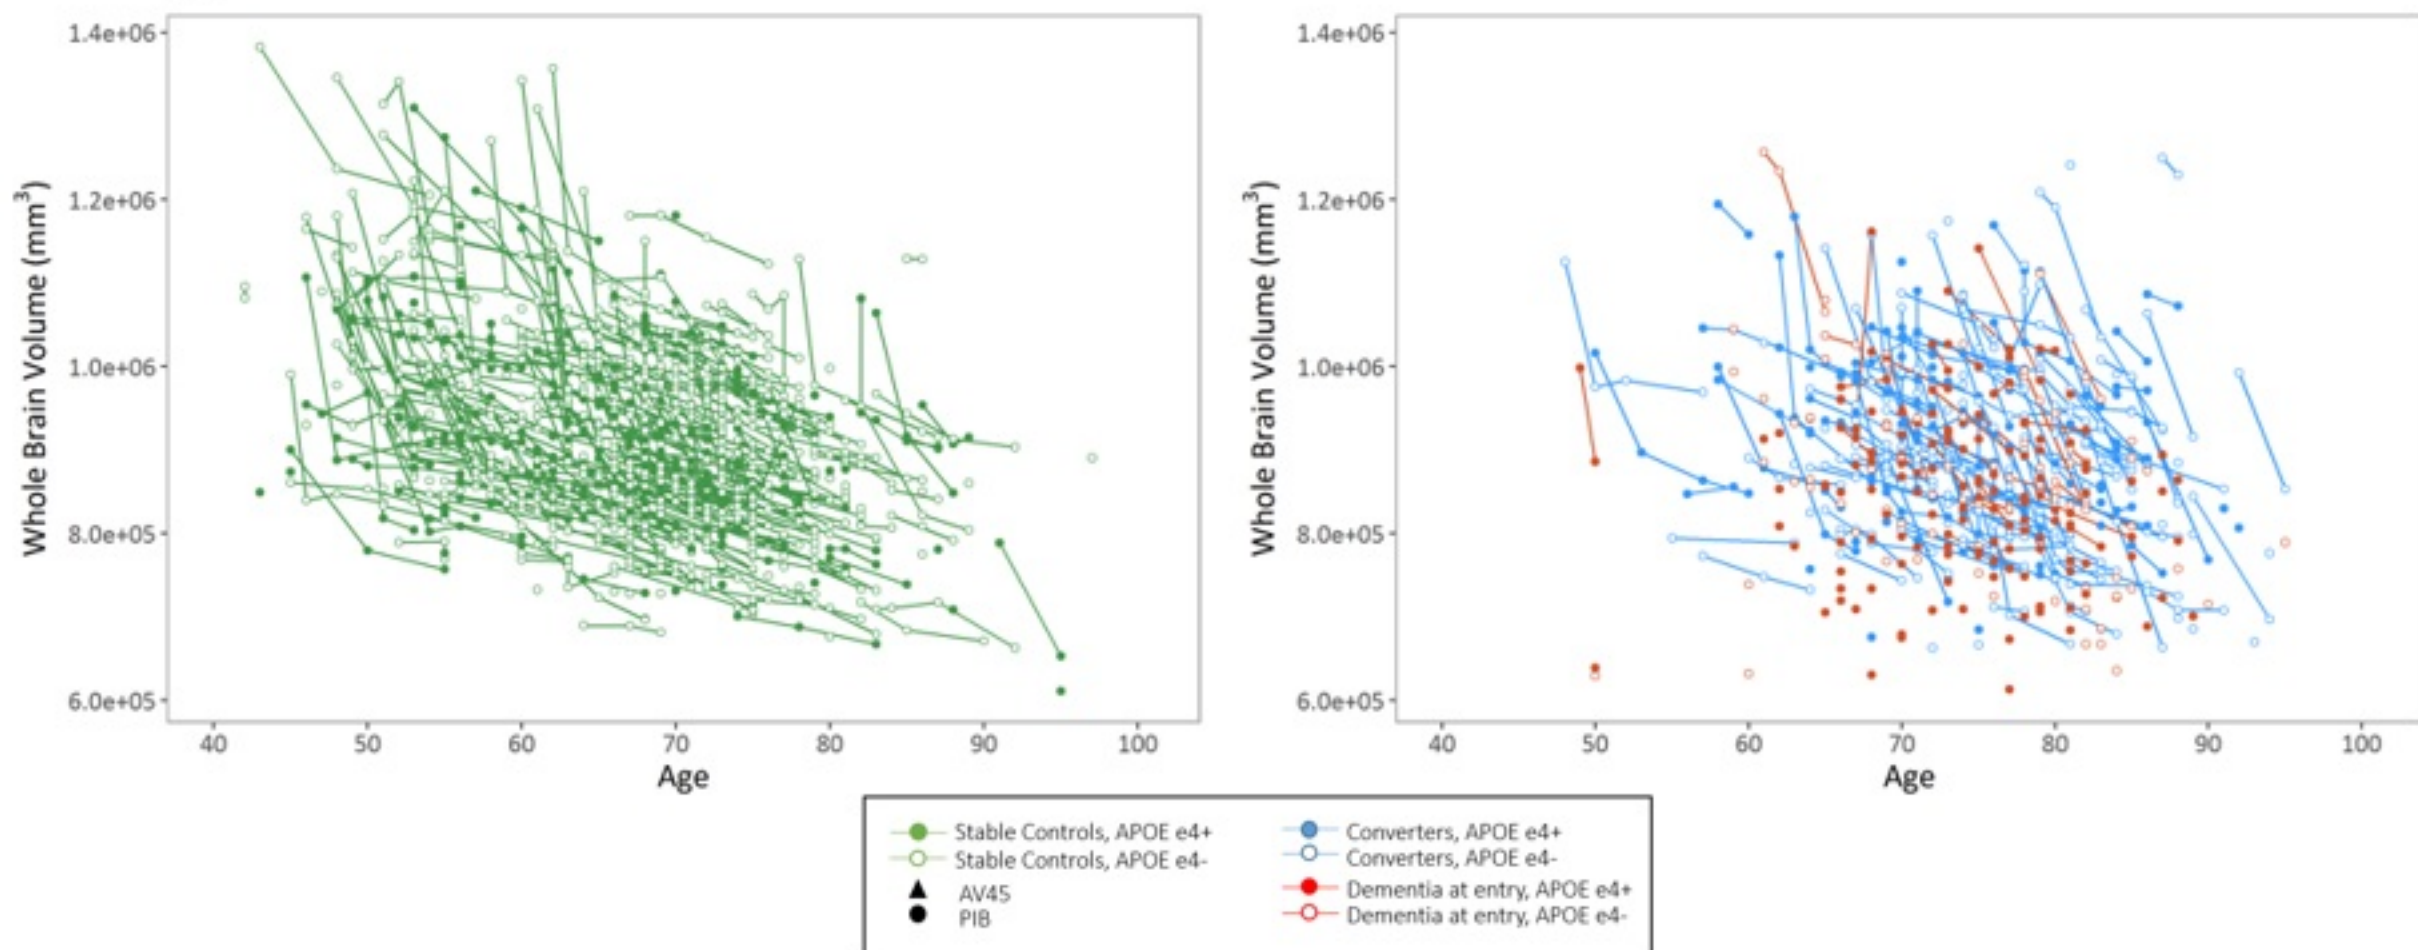 1.4e+06
1.2e+06
1.0e+06
8.0e+05
6.0e+05
Whole Brain Volume (mm³)
40 50 60 70 80 90 100
Age
1.4e+06
1.2e+06
1.0e+06
8.0e+05
6.0e+05
Whole Brain Volume (mm³)
40 50 60 70 80 90 100
Age
Stable Controls, APOE e4+
Stable Controls, APOE e4-
AV45
PIB
Converters, APOE e4+
Converters, APOE e4-
Dementia at entry, APOE e4+
Dementia at entry, APOE e4-